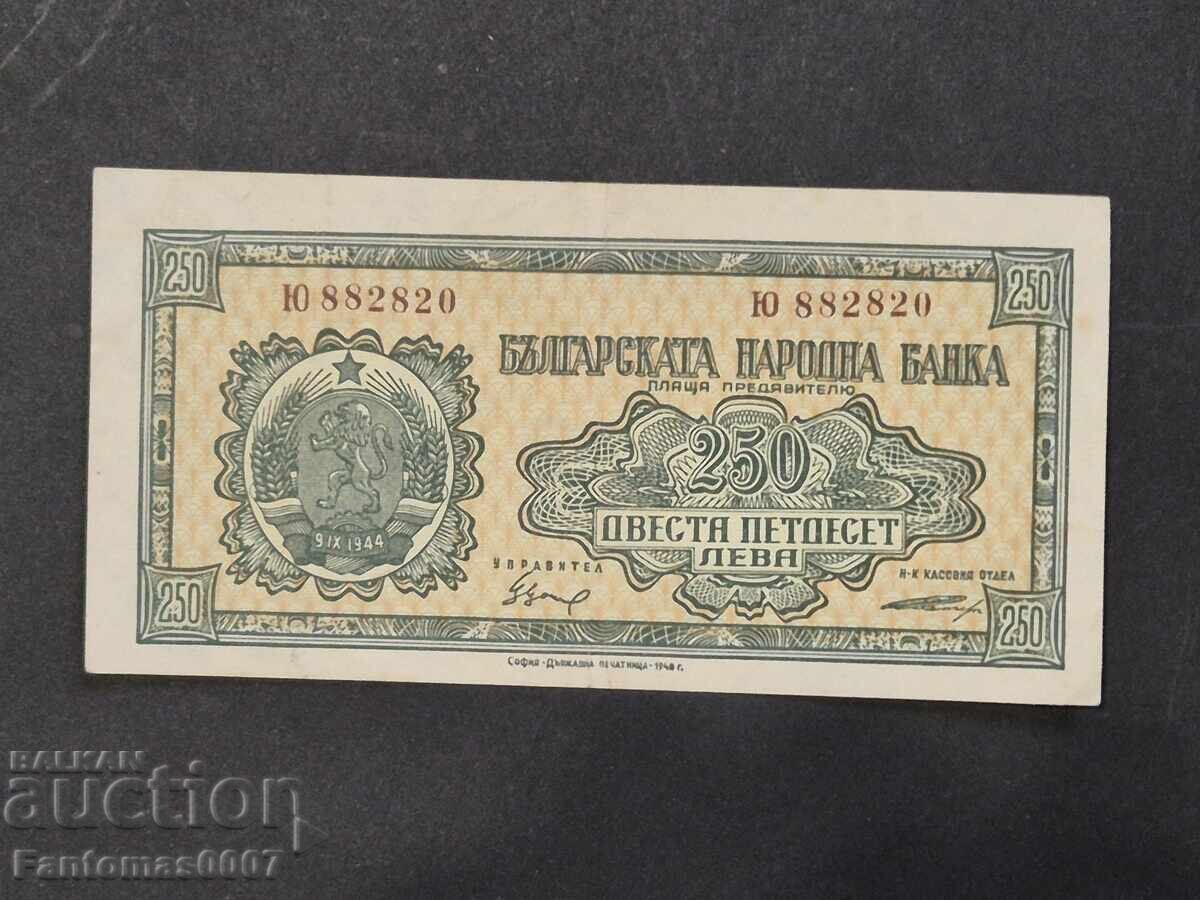 250
250
Ю 882820
Ю 882820
БЪЛГАРСКАТА НАРОДНА БАНКА
ПЛАЩА ПРЕДЯВИТЕЛЮ
250
ДВЕСТА ПЕТДЕСЕТ
ЛЕВА
9 IX 1944
УПРАВИТЕЛ
Н-К КАСОВИЯ ОТДЕЛ
250
250
СОФИЯ - ДЪРЖАВНА ПЕЧАТНИЦА - 1948 Г.
BALKAN
auction
Fantomas0007